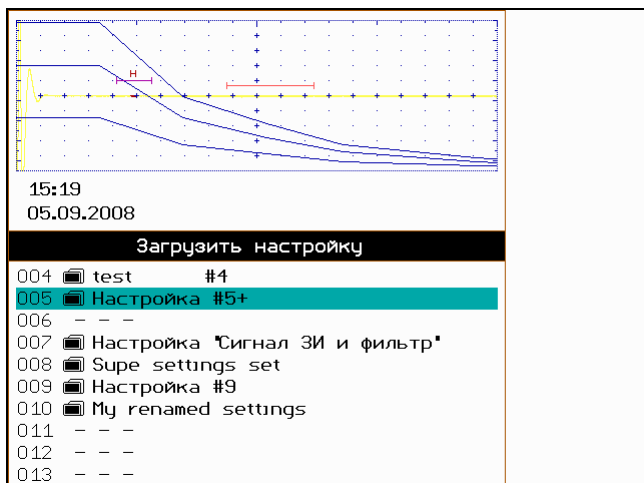 H
15:19
05.09.2008
Загрузить настройку
004 test #4
005 Настройка #5+
006 - - -
007 Настройка "Сигнал ЗИ и фильтр"
008 Supe settings set
009 Настройка #9
010 My renamed settings
011 - - -
012 - - -
013 - - -